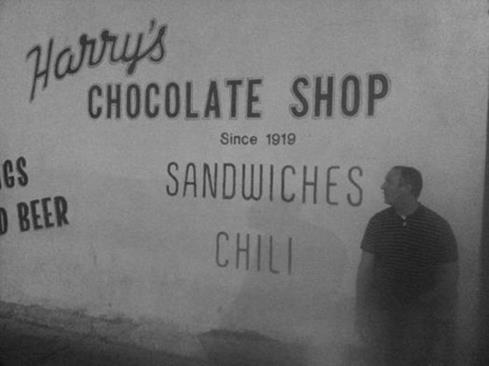 Harry's
CHOCOLATE SHOP
Since 1919
SANDWICHES
CHILI
GS
D BEER